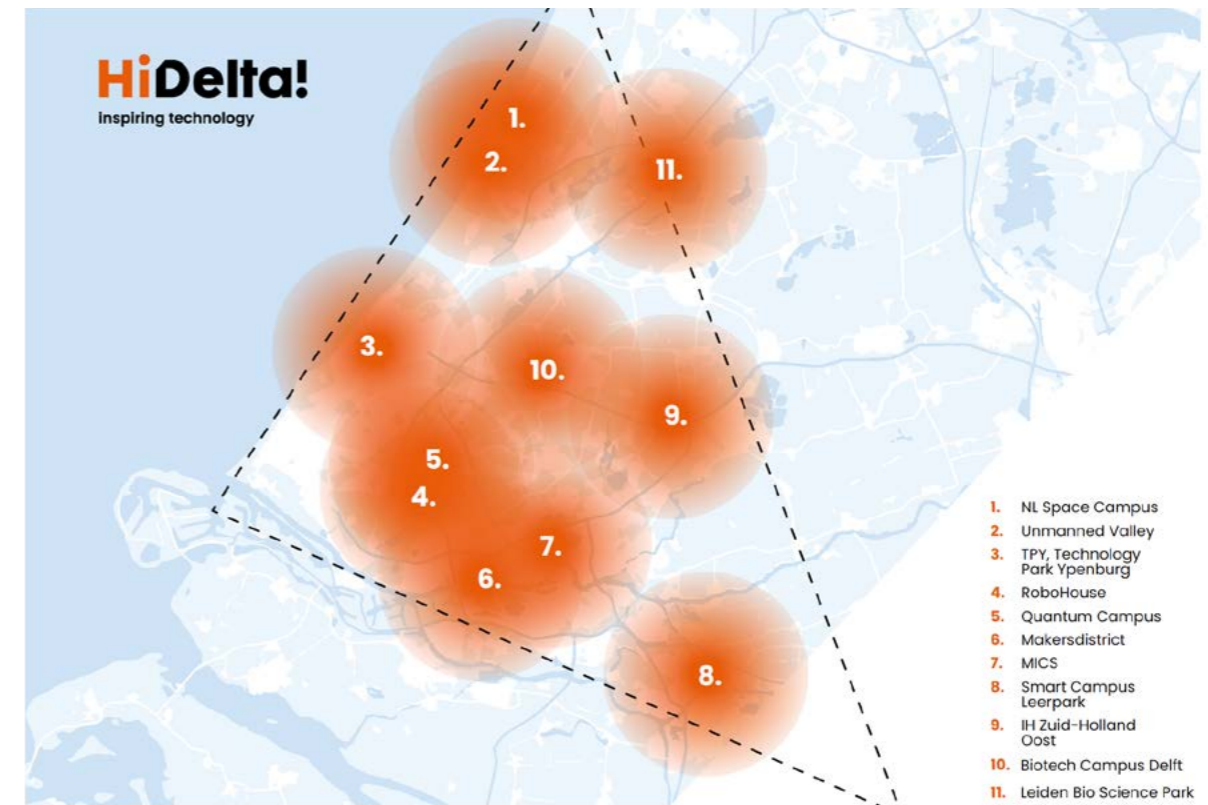 HiDelta!
inspiring technology
1.
2.
11.
3.
10.
9.
5.
4.
7.
6.
8.
1. NL Space Campus
2. Unmanned Valley
3. TPY, Technology
Park Ypenburg
4. RoboHouse
5. Quantum Campus
6. Makersdistrict
7. MICS
8. Smart Campus
Leerpark
9. IH Zuid-Holland
Oost
10. Biotech Campus Delft
11. Leiden Bio Science Park